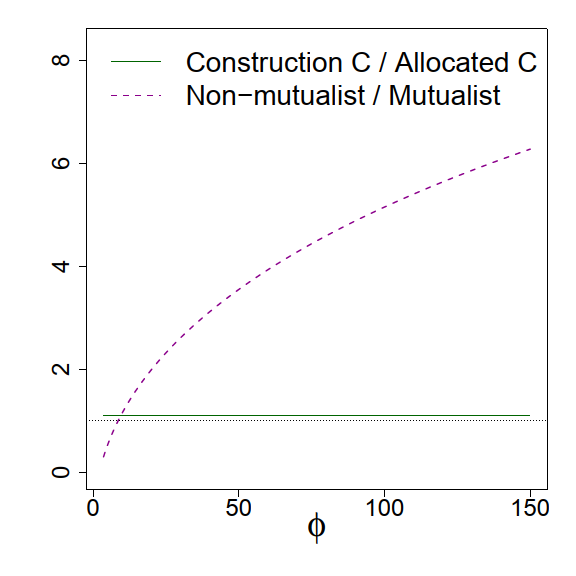 Construction C / Allocated C
Non−mutualist / Mutualist
8
6
4
2
0
0 50 100 150
ϕ